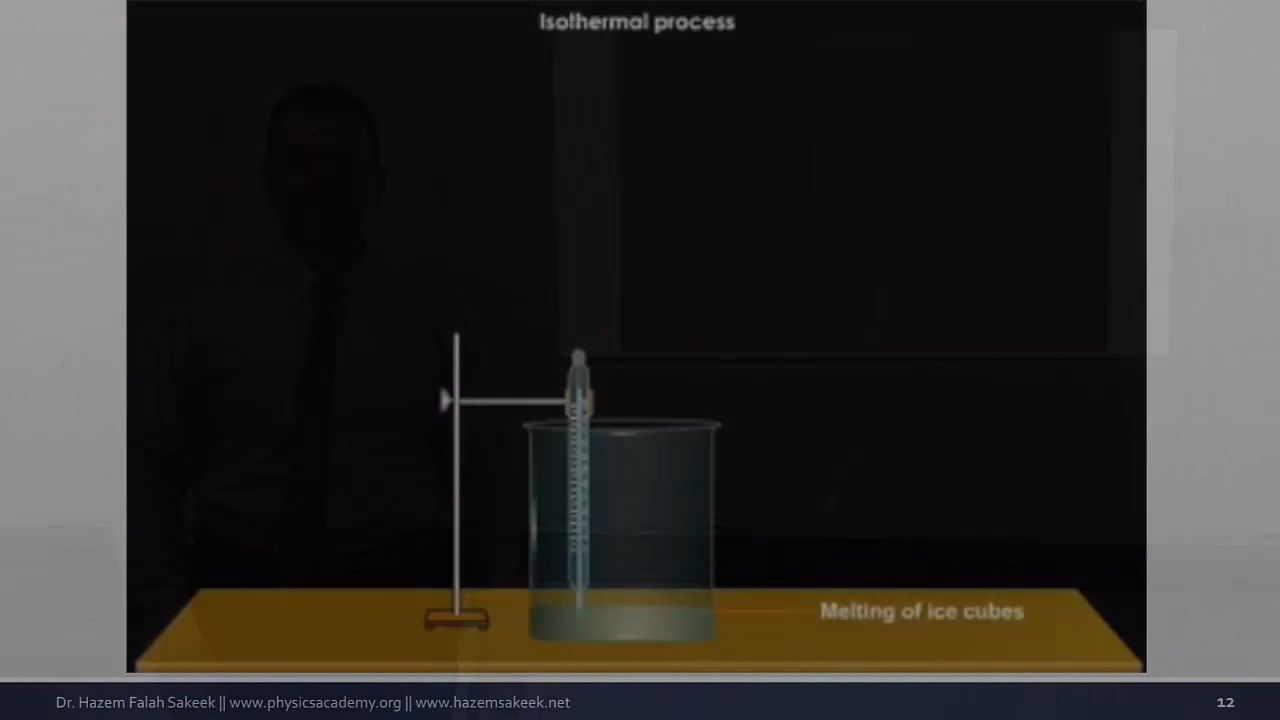 Isothermal process
Melting of ice cubes
Dr. Hazem Falah Sakeek || www.physicsacademy.org || www.hazemsakeek.net
12